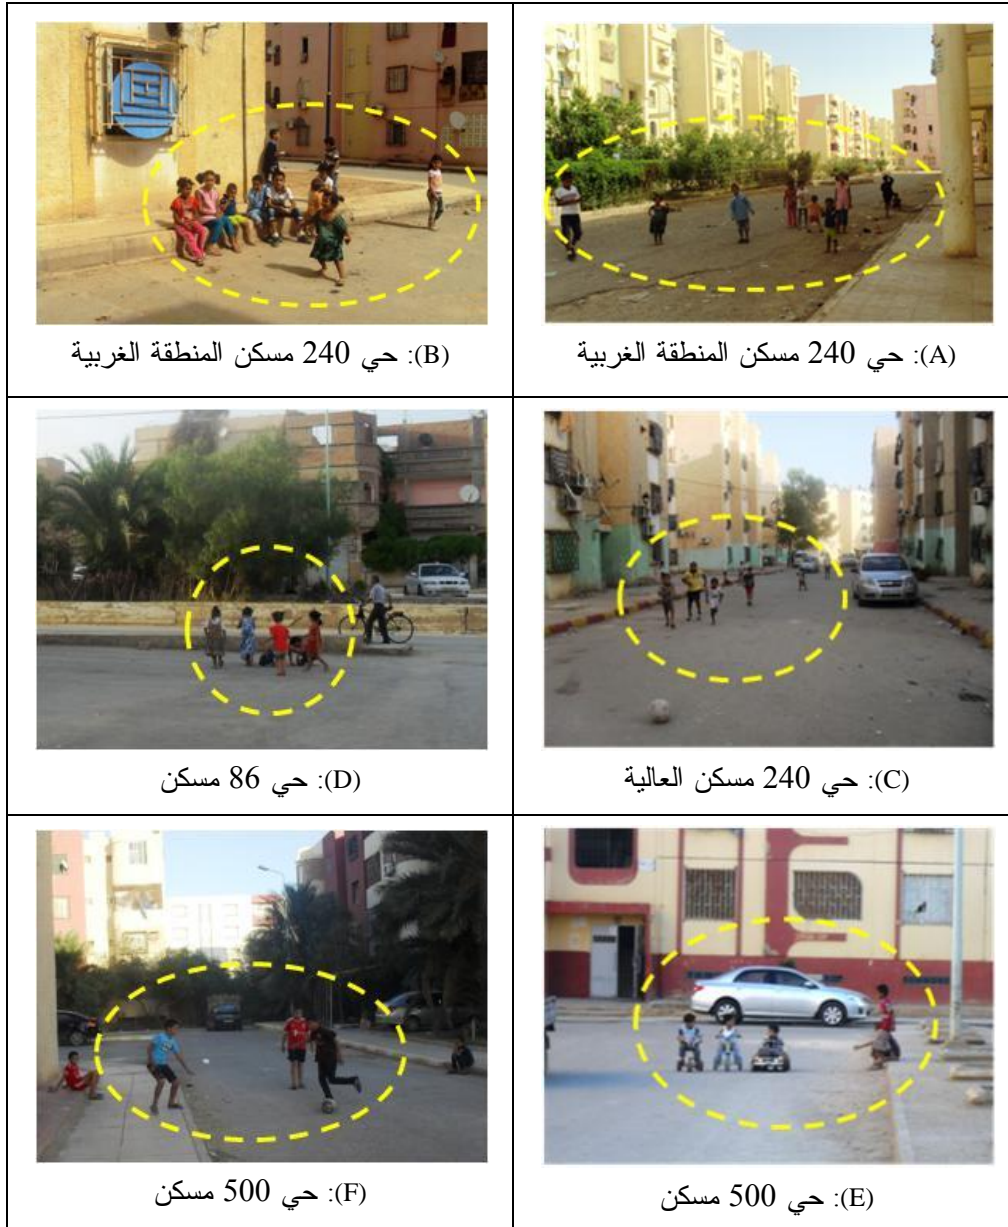 (A): حي 240 مسكن المنطقة الغربية
(B): حي 240 مسكن المنطقة الغربية
(C): حي 240 مسكن العالية
(D): حي 86 مسكن
(E): حي 500 مسكن
(F): حي 500 مسكن